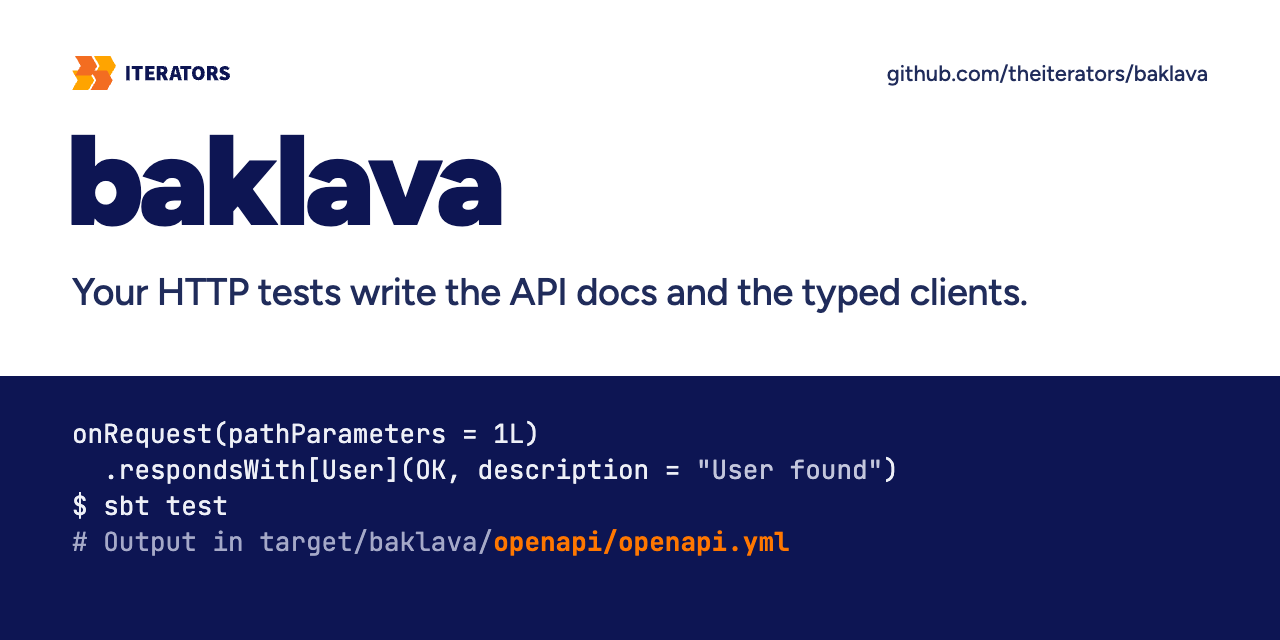 ITERATORS
github.com/theiterators/baklava
baklava
Your HTTP tests write the API docs and the typed clients.
onRequest(pathParameters = 1L)
  .respondsWith[User](OK, description = "User found")
$ sbt test
# Output in target/baklava/openapi/openapi.yml